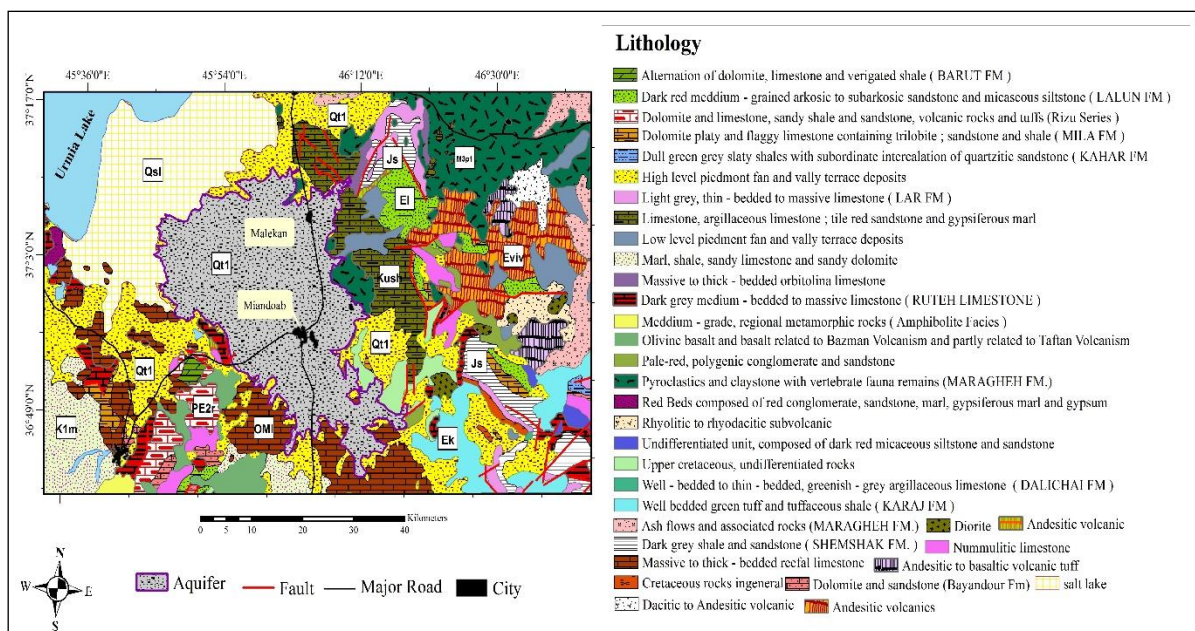 Lithology
45°36'0"E 45°54'0"E 46°12'0"E 46°30'0"E
37°17'0"N
37°3'0"N
36°49'0"N
Urmia Lake
Qsl
Qt1
Js
El
Malekan
Qt1
Eviv
Miandoab
Qt1
Js
Qt1
PE2r
K1m
OMl
Ek
Alternation of dolomite, limestone and verigated shale ( BARUT FM )
Dark red meddium - grained arkosic to subarkosic sandstone and micaseous siltstone ( LALUN FM )
Dolomite and limestone, sandy shale and sandstone, volcanic rocks and tuffs (Rizu Series )
Dolomite platy and flaggy limestone containing trilobite ; sandstone and shale ( MILA FM )
Dull green grey slaty shales with subordinate intercalation of quartzitic sandstone ( KAHAR FM
High level piedmont fan and vally terrace deposits
Light grey, thin - bedded to massive limestone ( LAR FM )
Limestone, argillaceous limestone ; tile red sandstone and gypsiferous marl
Low level piedment fan and vally terrace deposits
Marl, shale, sandy limestone and sandy dolomite
Massive to thick - bedded orbitolina limestone
Dark grey medium - bedded to massive limestone ( RUTEH LIMESTONE )
Meddium - grade, regional metamorphic rocks ( Amphibolite Facies )
Olivine basalt and basalt related to Bazman Volcanism and partly related to Taftan Volcanism
Pale-red, polygenic conglomerate and sandstone
Pyroclastics and claystone with vertebrate fauna remains (MARAGHEH FM.)
Red Beds composed of red conglomerate, sandstone, marl, gypsiferous marl and gypsum
Rhyolitic to rhyodacitic subvolcanic
Undifferentiated unit, composed of dark red micaseous siltstone and sandstone
Upper cretaceous, undifferentiated rocks
Well - bedded to thin - bedded, greenish - grey argillaceous limestone ( DALICHAI FM )
Well bedded green tuff and tuffaceous shale ( KARAJ FM )
Ash flows and associated rocks (MARAGHEH FM.) Diorite Andesitic volcanic
Dark grey shale and sandstone ( SHEMSHAK FM. ) Nummulitic limestone
Massive to thick - bedded reefal limestone Andesitic to basaltic volcanic tuff
Cretaceous rocks ingeneral Dolomite and sandstone (Bayandour Fm) salt lake
Dacitic to Andesitic volcanic Andesitic volcanics
0 5 10 20 30 40 Kilometers
N
W E
S
Aquifer Fault Major Road City